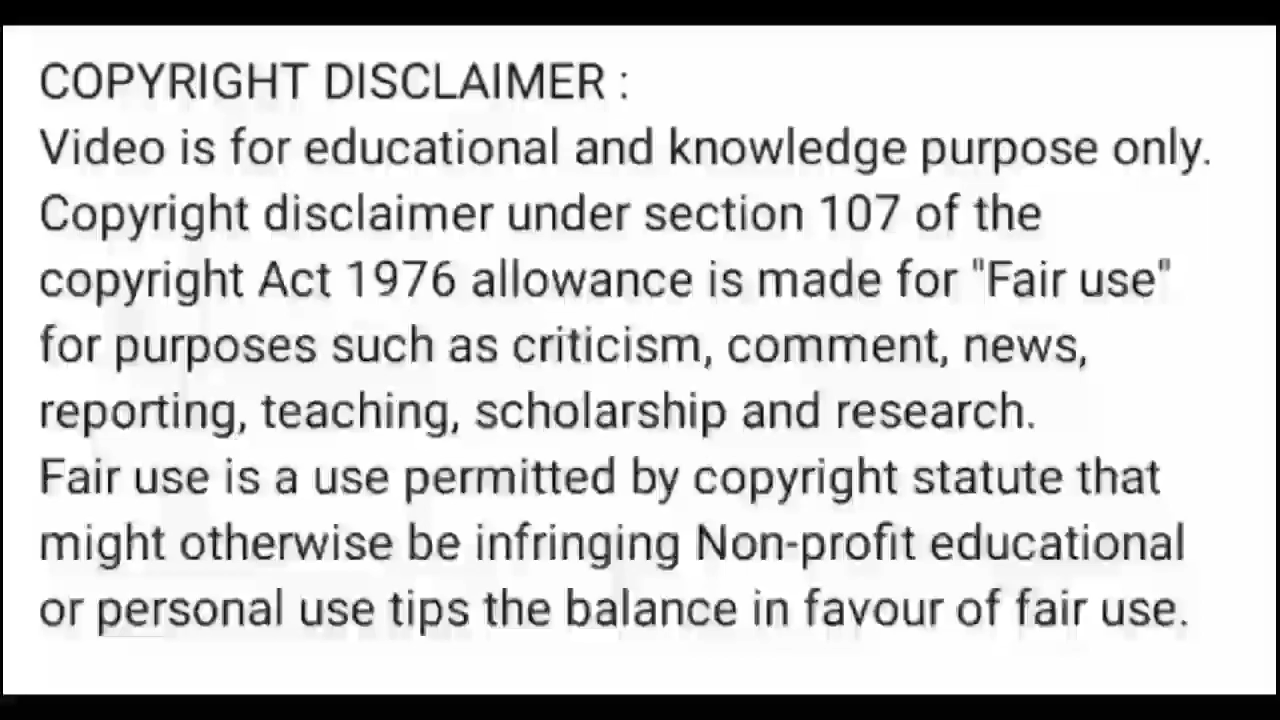 COPYRIGHT DISCLAIMER :
Video is for educational and knowledge purpose only.
Copyright disclaimer under section 107 of the
copyright Act 1976 allowance is made for "Fair use"
for purposes such as criticism, comment, news,
reporting, teaching, scholarship and research.
Fair use is a use permitted by copyright statute that
might otherwise be infringing Non-profit educational
or personal use tips the balance in favour of fair use.